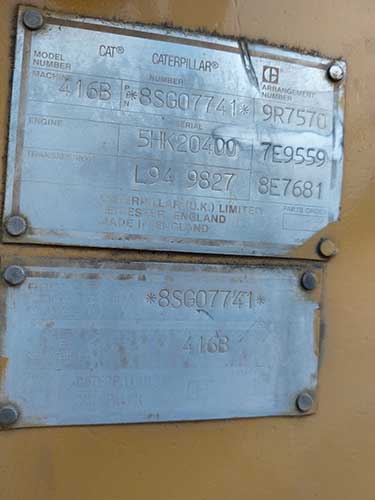 MODEL NUMBER CAT® CATERPILLAR® ARRANGEMENT NUMBER
MACHINE NUMBER
416B PIN *8SG07741* 9R7570
ENGINE SERIAL
5HK20400 7E9559
L94 9827 8E7681
CATERPILLAR (U.K.) LIMITED PARTS ORDER
LEICESTER ENGLAND
MADE IN ENGLAND
*8SG07741*
416B